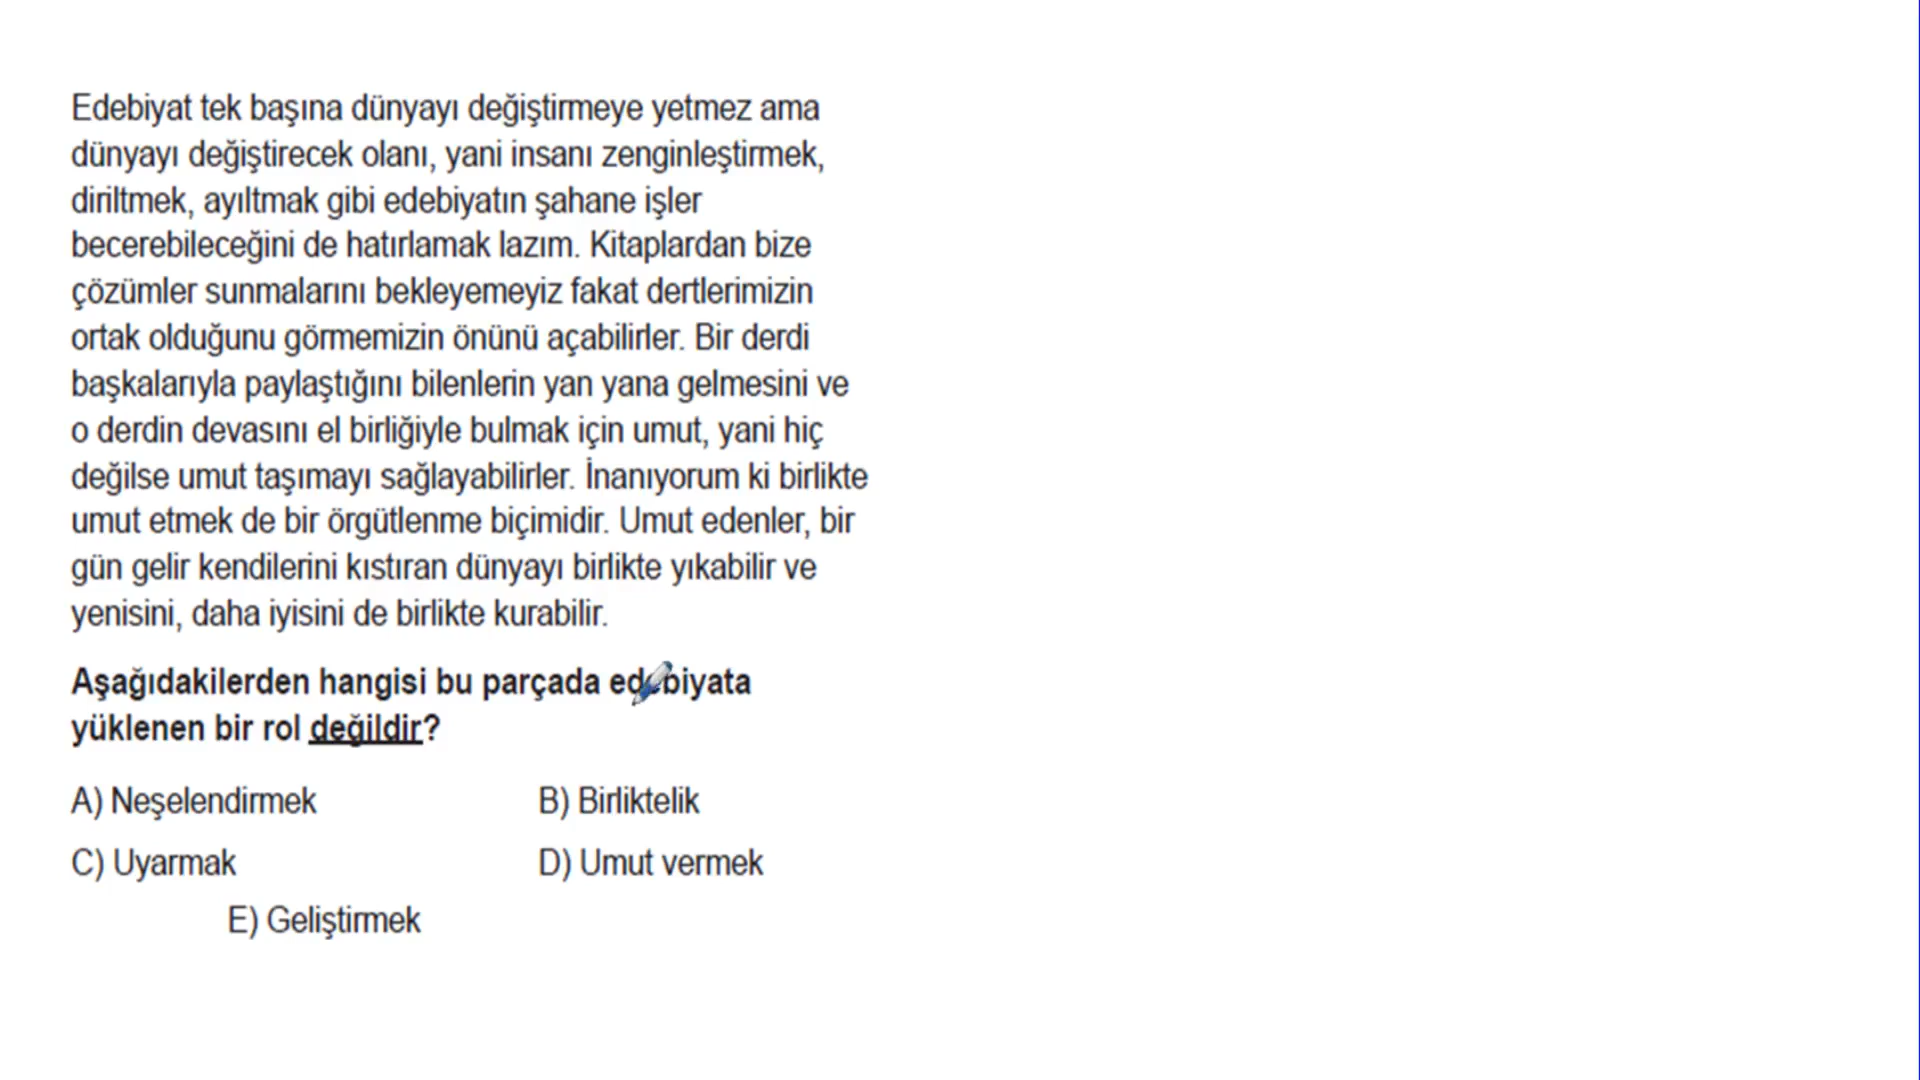 Edebiyat tek başına dünyayı değiştirmeye yetmez ama
dünyayı değiştirecek olanı, yani insanı zenginleştirmek,
diriltmek, ayıltmak gibi edebiyatın şahane işler
becerebileceğini de hatırlamak lazım. Kitaplardan bize
çözümler sunmalarını bekleyemeyiz fakat dertlerimizin
ortak olduğunu görmemizin önünü açabilirler. Bir derdi
başkalarıyla paylaştığını bilenlerin yan yana gelmesini ve
o derdin devasını el birliğiyle bulmak için umut, yani hiç
değilse umut taşımayı sağlayabilirler. İnanıyorum ki birlikte
umut etmek de bir örgütlenme biçimidir. Umut edenler, bir
gün gelir kendilerini kıstıran dünyayı birlikte yıkabilir ve
yenisini, daha iyisini de birlikte kurabilir.
Aşağıdakilerden hangisi bu parçada edebiyata
yüklenen bir rol değildir?
A) Neşelendirmek B) Birliktelik
C) Uyarmak D) Umut vermek
E) Geliştirmek